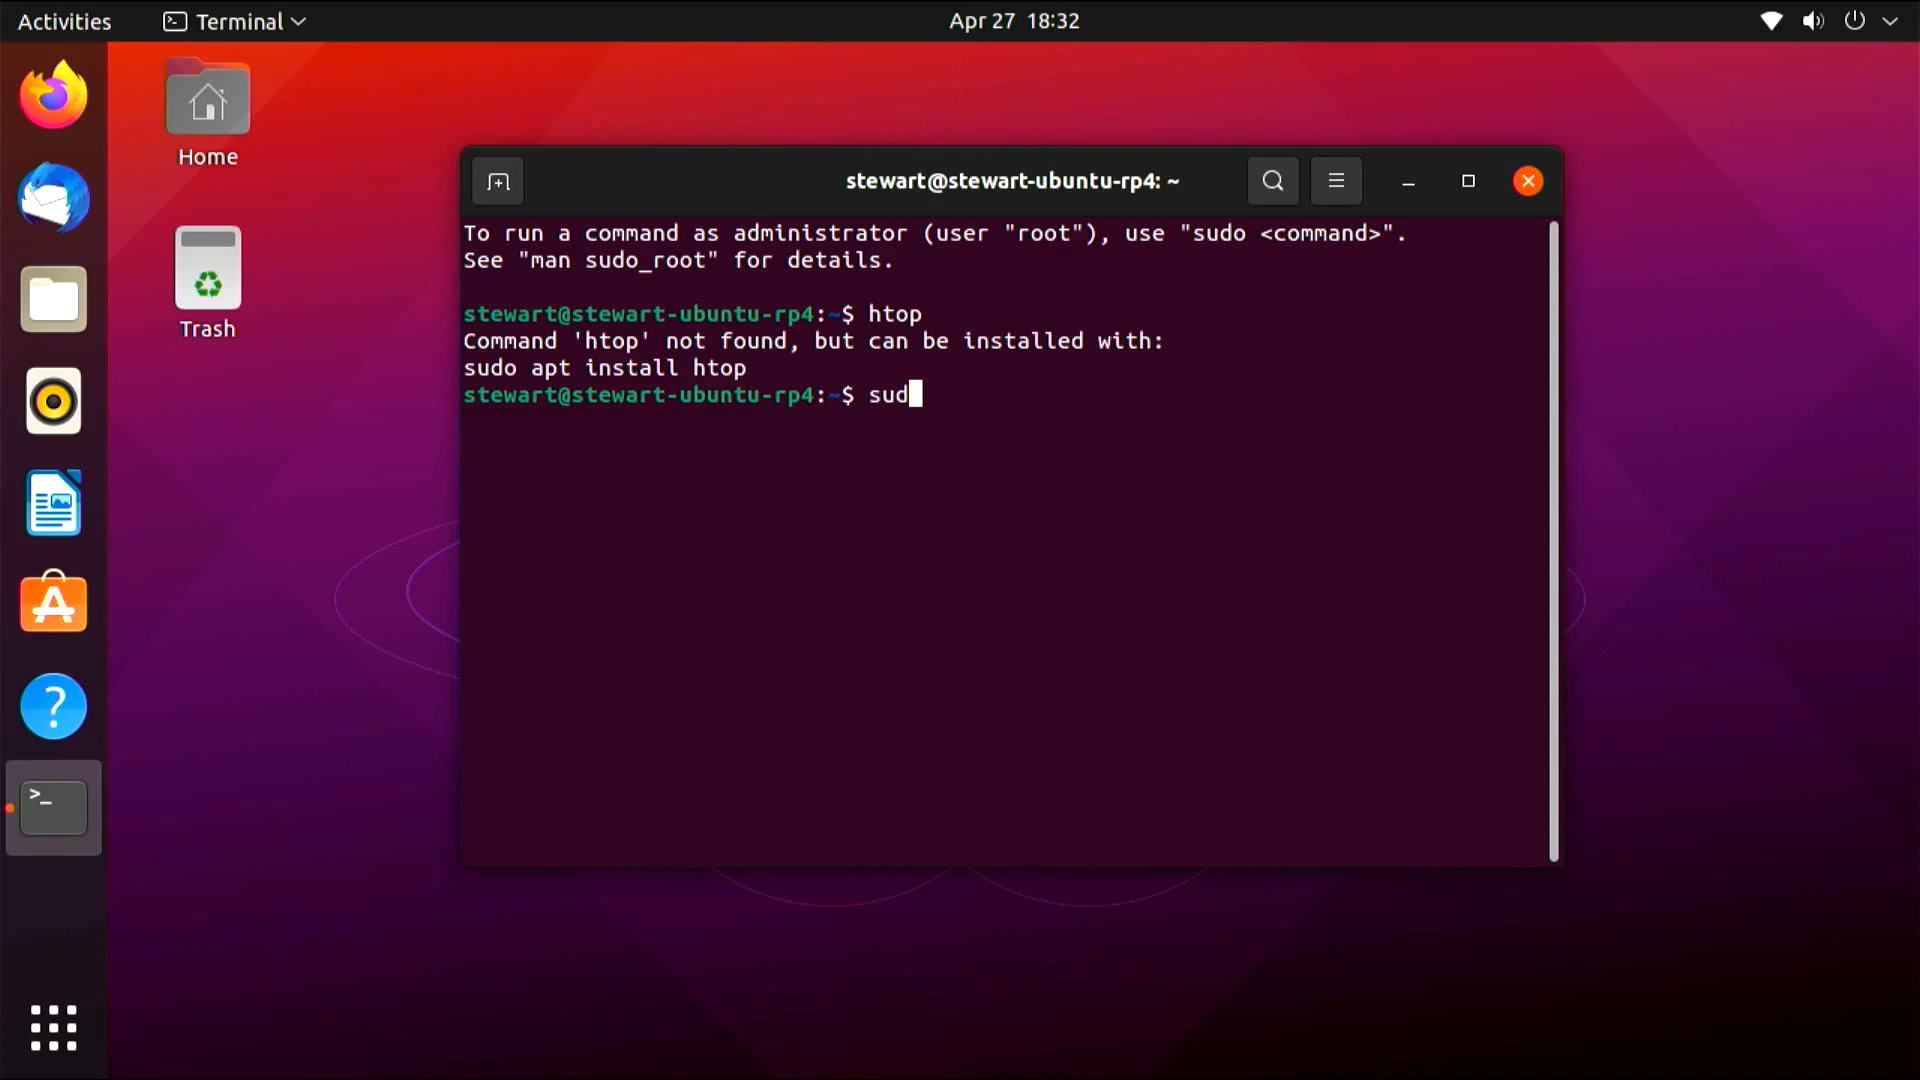 Activities
Terminal
Apr 27 18:32
Home
Trash
stewart@stewart-ubuntu-rp4: ~
To run a command as administrator (user "root"), use "sudo <command>".
See "man sudo_root" for details.
stewart@stewart-ubuntu-rp4:~$ htop
Command 'htop' not found, but can be installed with:
sudo apt install htop
stewart@stewart-ubuntu-rp4:~$ sud